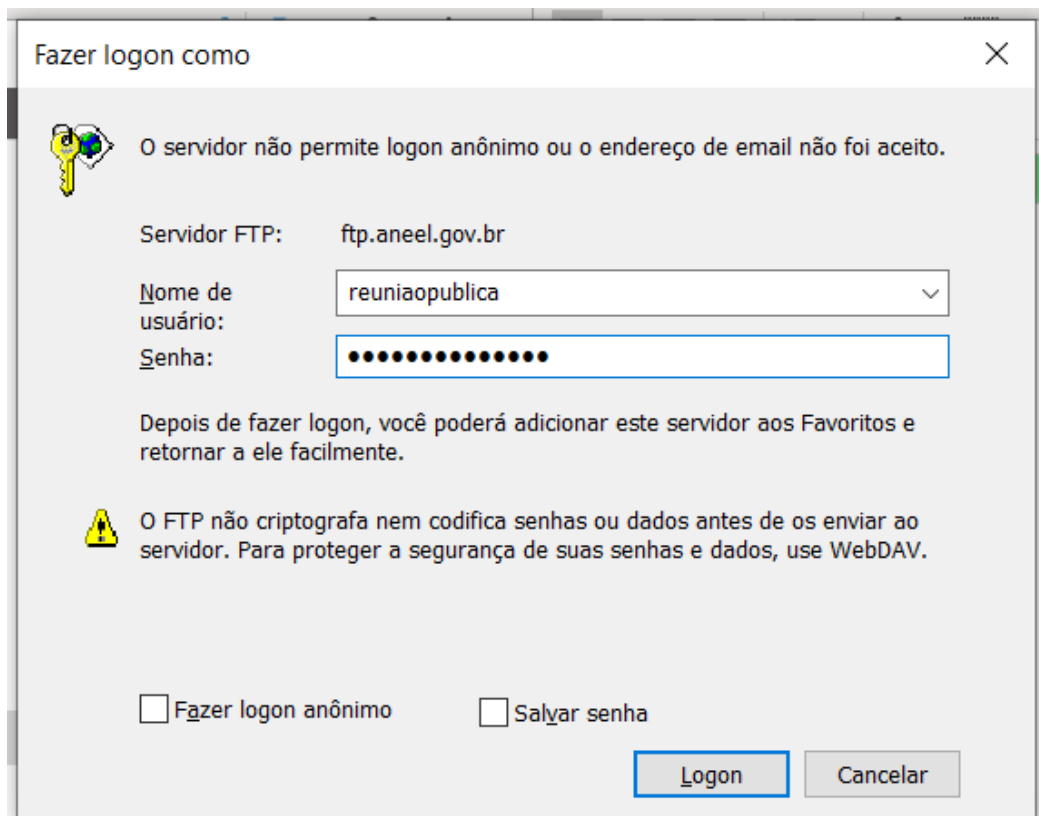 Fazer logon como
O servidor não permite logon anônimo ou o endereço de email não foi aceito.
Servidor FTP: ftp.aneel.gov.br
Nome de usuário: reuniaopublica
Senha: ••••••••••••••
Depois de fazer logon, você poderá adicionar este servidor aos Favoritos e
retornar a ele facilmente.
O FTP não criptografa nem codifica senhas ou dados antes de os enviar ao
servidor. Para proteger a segurança de suas senhas e dados, use WebDAV.
Fazer logon anônimo Salvar senha
Logon Cancelar